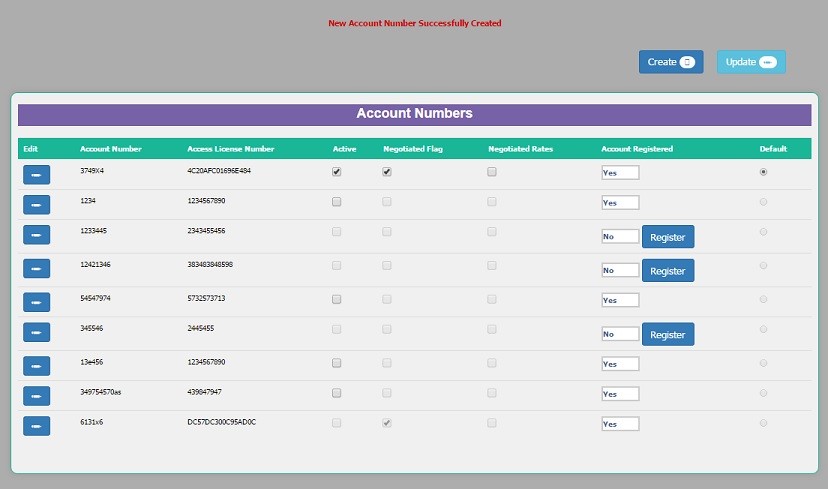 New Account Number Successfully Created
Create Update
Account Numbers
Edit Account Number Access License Number Active Negotiated Flag Negotiated Rates Account Registered Default
3749X4 4C20AFC01696E484 Yes
1234 1234567890 Yes
1233445 2343455456 No Register
12421346 383483848598 No Register
54547974 5732573713 Yes
345546 2445455 No Register
13e456 1234567890 Yes
349754570as 439847947 Yes
6131x6 DC57DC300C95AD0C Yes